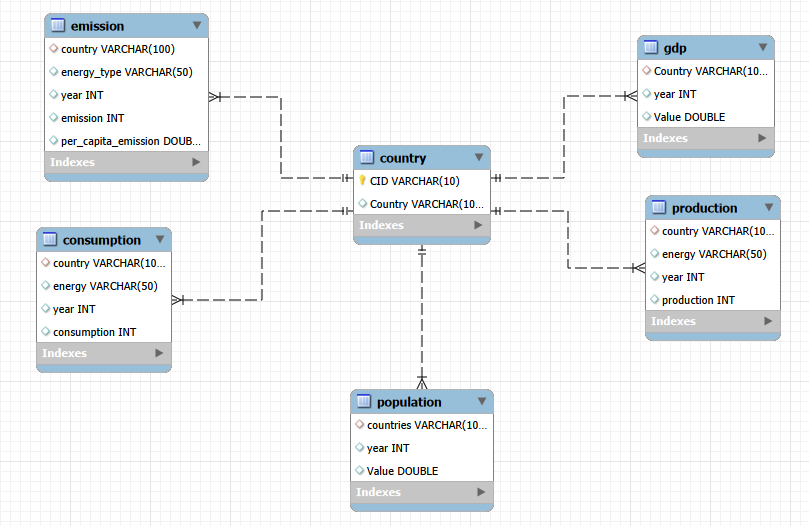 emission
country VARCHAR(100)
energy_type VARCHAR(50)
year INT
emission INT
per_capita_emission DOUB...
Indexes
gdp
Country VARCHAR(10...
year INT
Value DOUBLE
Indexes
country
CID VARCHAR(10)
Country VARCHAR(10...
Indexes
consumption
country VARCHAR(10...
energy VARCHAR(50)
year INT
consumption INT
Indexes
production
country VARCHAR(10...
energy VARCHAR(50)
year INT
production INT
Indexes
population
countries VARCHAR(10...
year INT
Value DOUBLE
Indexes